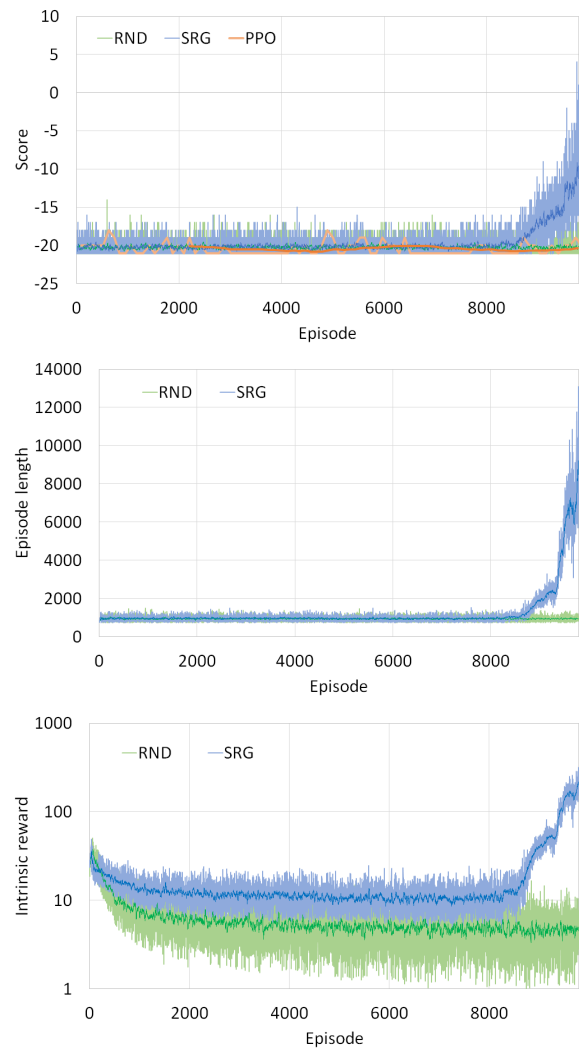 10
RND SRG PPO
5
0
-5
-10
-15
-20
-25
Score
0 2000 4000 6000 8000
Episode
14000
RND SRG
12000
10000
8000
6000
4000
2000
0
Episode length
0 2000 4000 6000 8000
Episode
1000
RND SRG
100
10
1
Intrinsic reward
0 2000 4000 6000 8000
Episode